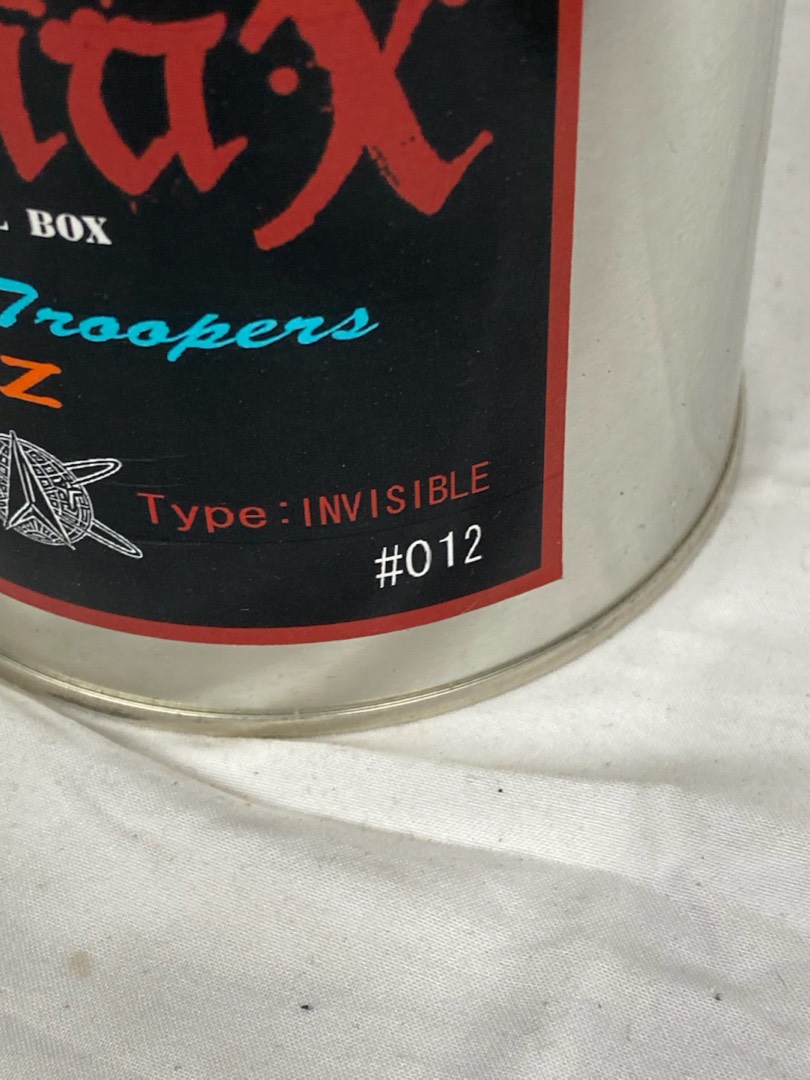 BOX
Troopers
Z
Type:INVISIBLE
#012